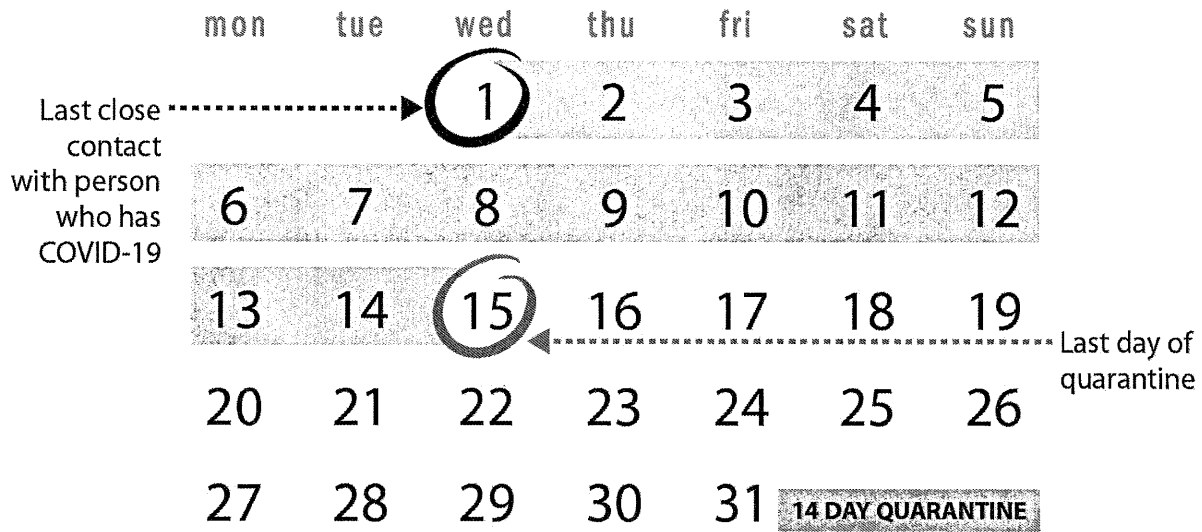 mon tue wed thu fri sat sun
1 2 3 4 5
Last close
contact
with person
who has
COVID-19
6 7 8 9 10 11 12
13 14 15 16 17 18 19
Last day of
quarantine
20 21 22 23 24 25 26
27 28 29 30 31
14 DAY QUARANTINE